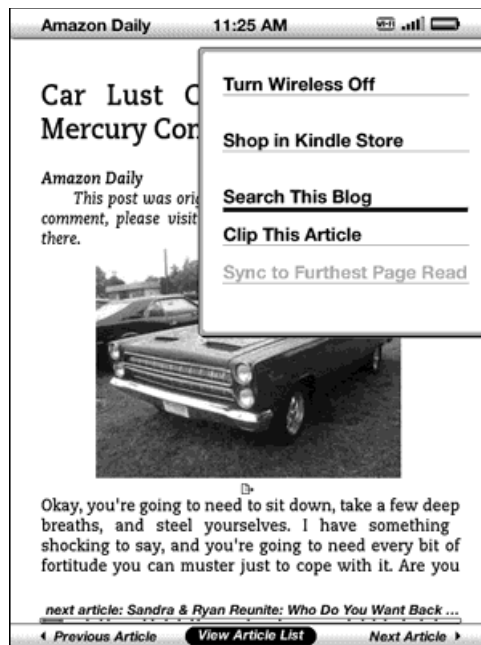 Amazon Daily 11:25 AM
Car Lust C
Mercury Con
Amazon Daily
This post was orig
comment, please visit
there.
Turn Wireless Off
Shop in Kindle Store
Search This Blog
Clip This Article
Sync to Furthest Page Read
Okay, you're going to need to sit down, take a few deep
breaths, and steel yourselves. I have something
shocking to say, and you're going to need every bit of
fortitude you can muster just to cope with it. Are you
next article: Sandra & Ryan Reunite: Who Do You Want Back ...
Previous Article View Article List Next Article